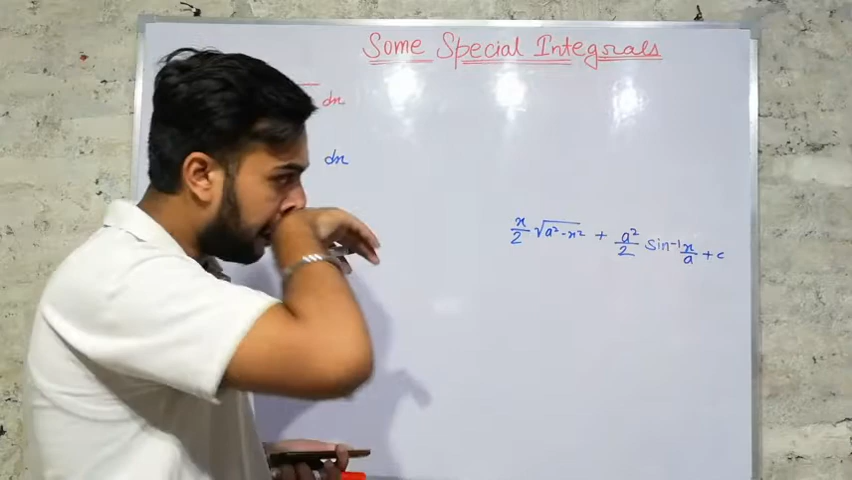 Some Special Integrals
dx
dx
x/2 √a²-x² + a²/2 sin⁻¹ x/a + c